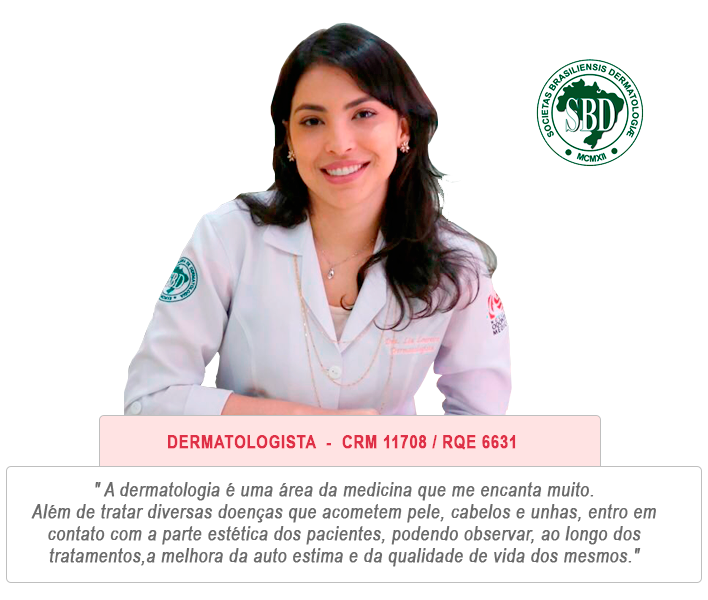 SOCIETAS BRASILIENSIS DERMATOLOGIÆ
SBD
MCMXII
SBD
DERMATOLOGISTA - CRM 11708 / RQE 6631
" A dermatologia é uma área da medicina que me encanta muito.
Além de tratar diversas doenças que acometem pele, cabelos e unhas, entro em
contato com a parte estética dos pacientes, podendo observar, ao longo dos
tratamentos,a melhora da auto estima e da qualidade de vida dos mesmos."